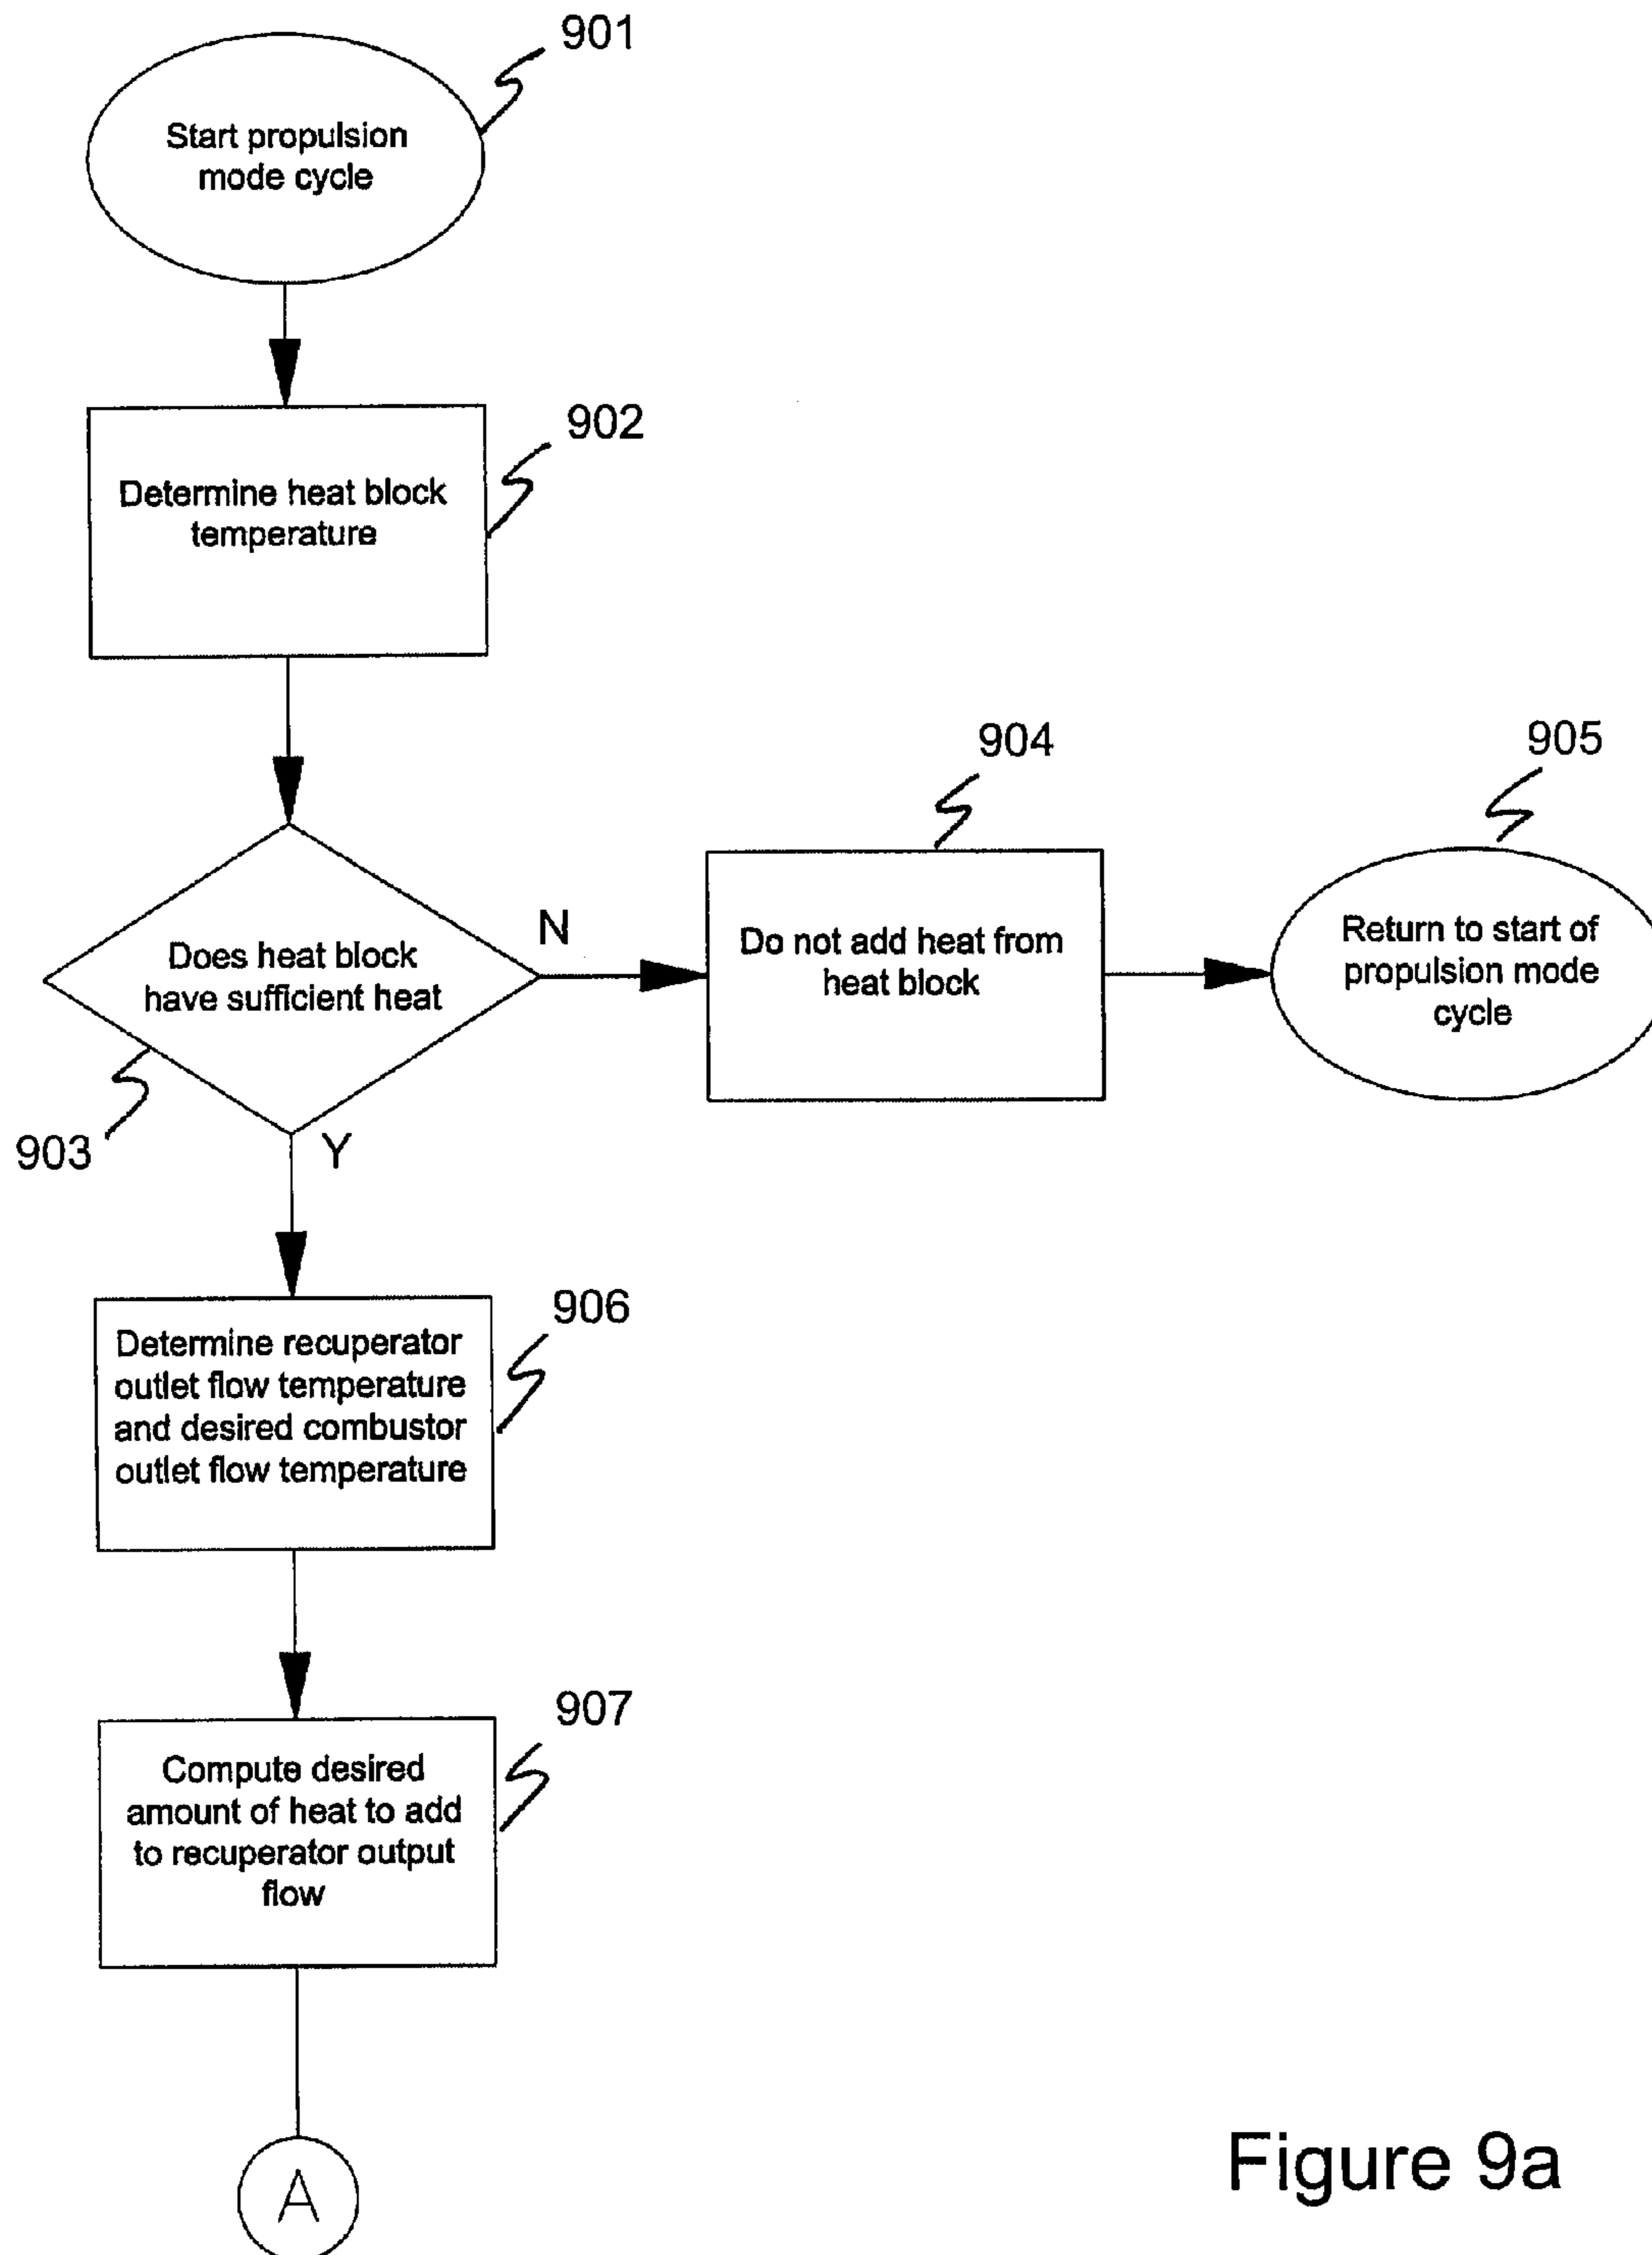 901
Start propulsion
mode cycle
902
Determine heat block
temperature
904
905
N
Does heat block
have sufficient heat
Do not add heat from
heat block
Return to start of
propulsion mode
cycle
903
Y
906
Determine recuperator
outlet flow temperature
and desired combustor
outlet flow temperature
907
Compute desired
amount of heat to add
to recuperator output
flow
A
Figure 9a